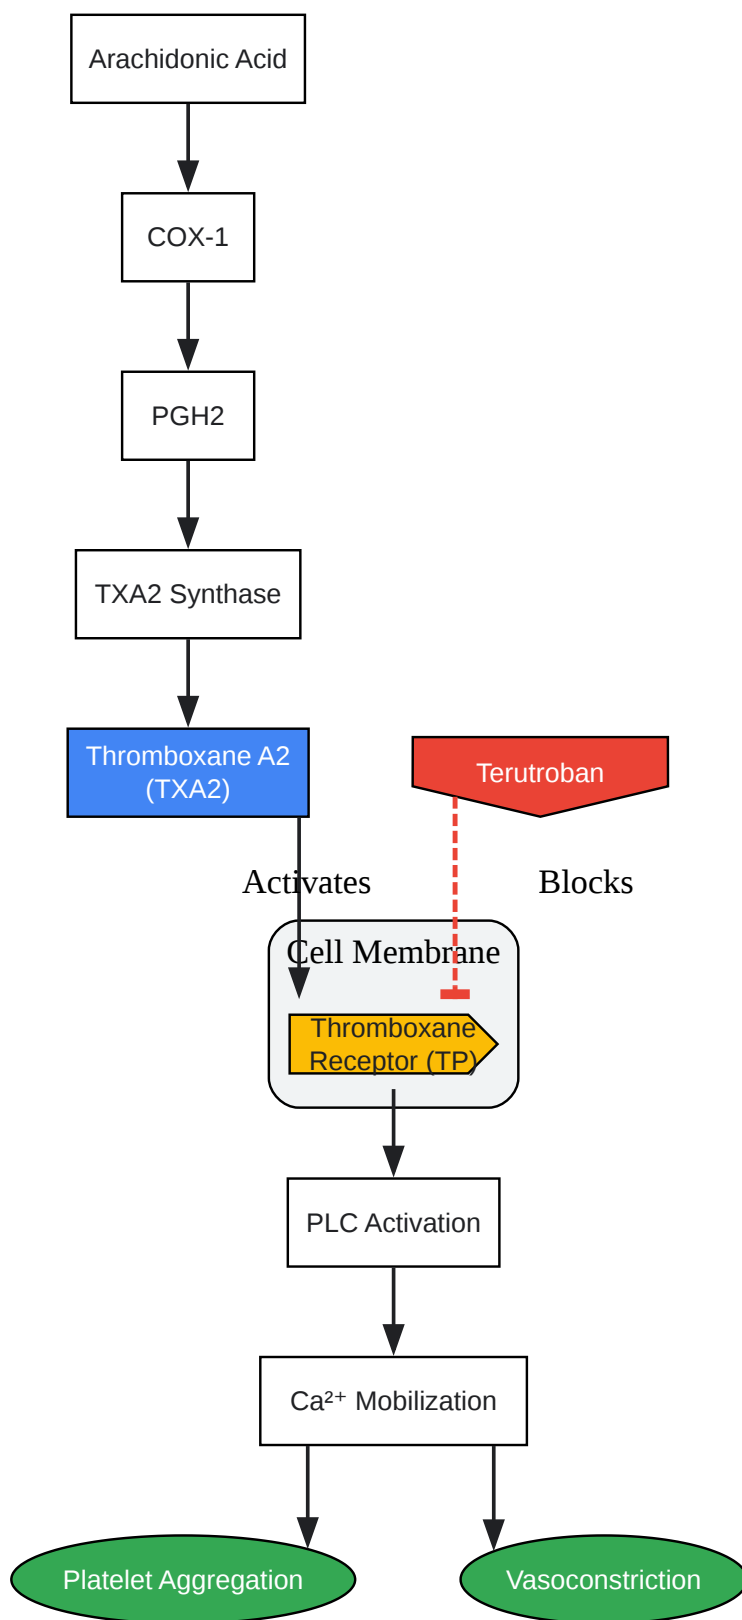 Arachidonic Acid
COX-1
PGH2
TXA2 Synthase
Thromboxane A2
(TXA2)
Terutroban
Activates
Blocks
Cell Membrane
Thromboxane
Receptor (TP)
PLC Activation
Ca²⁺ Mobilization
Platelet Aggregation
Vasoconstriction